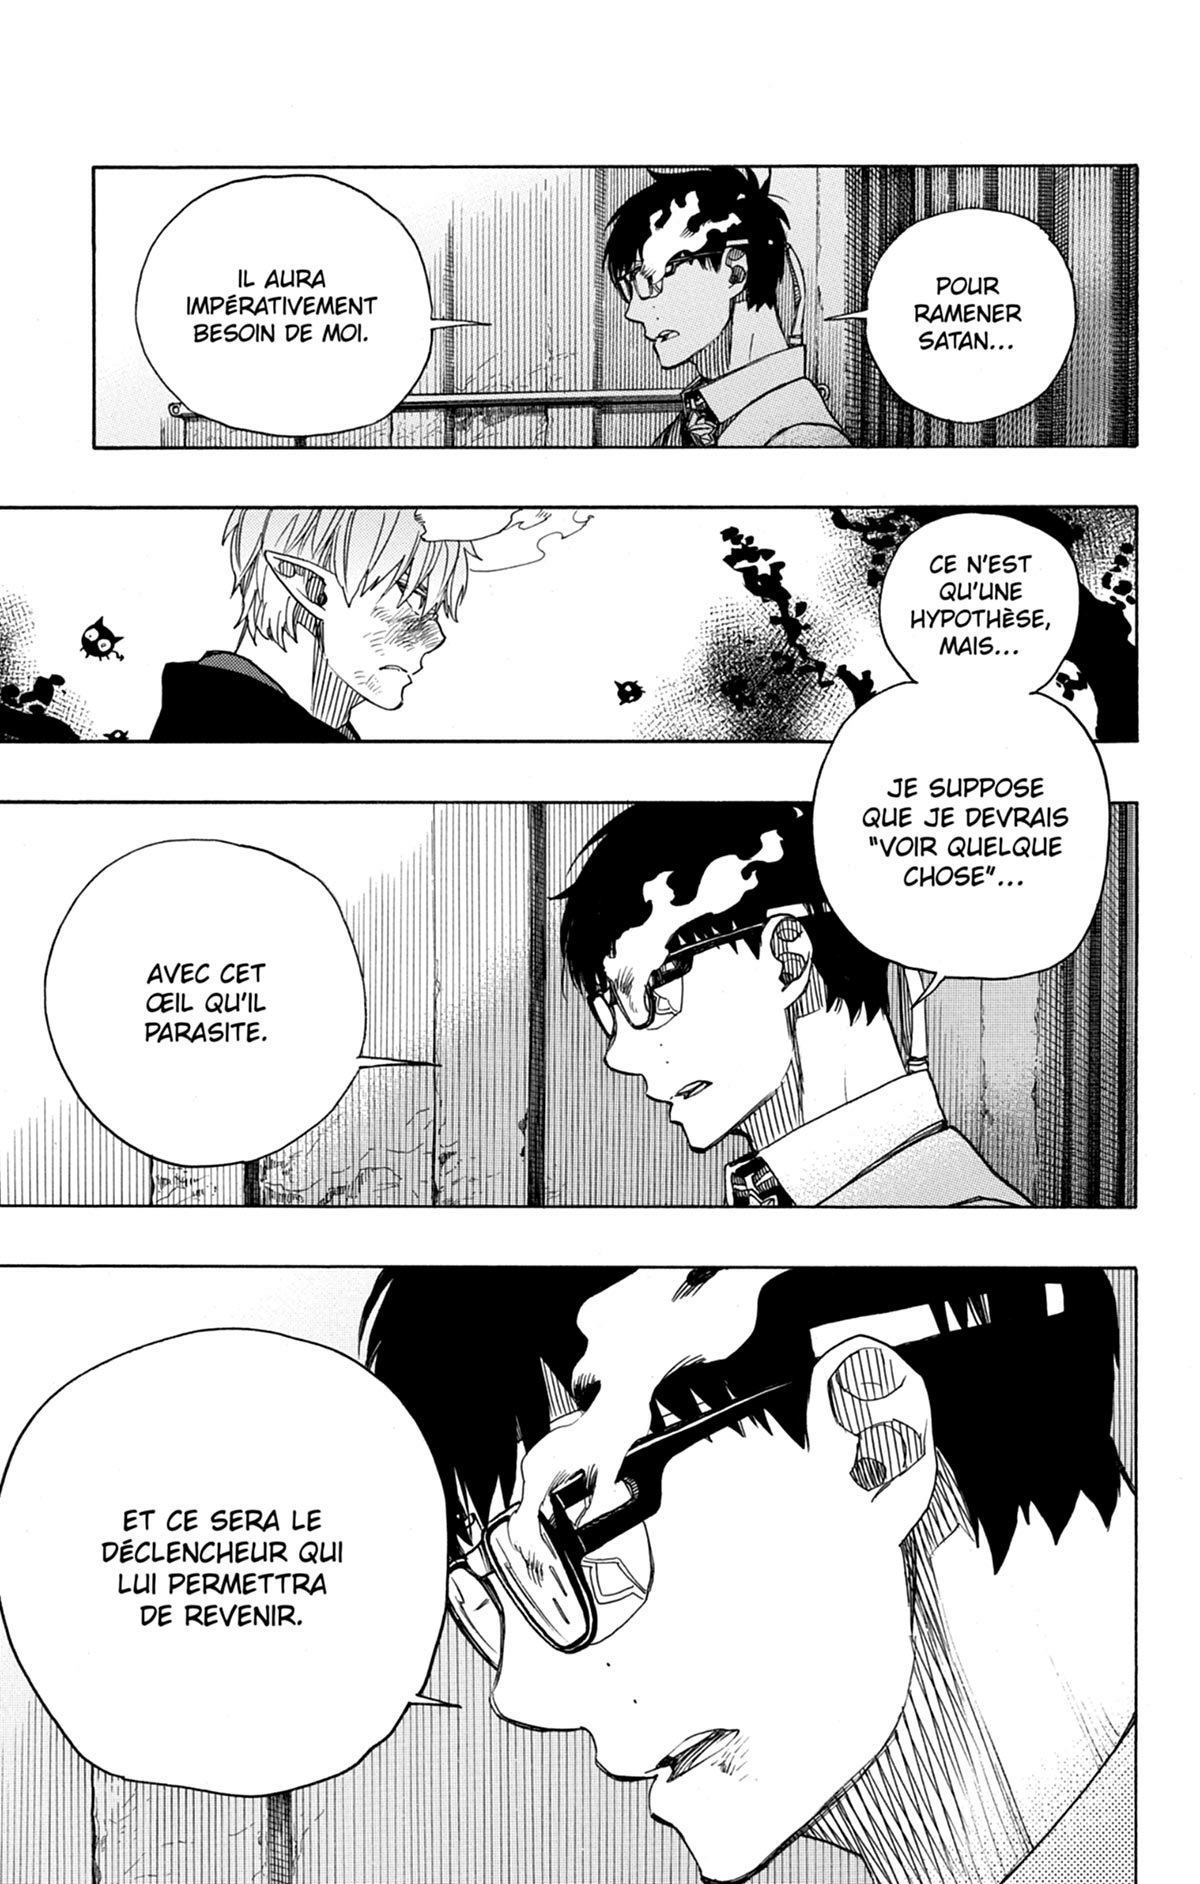 POUR
RAMENER
SATAN...
IL AURA
IMPÉRATIVEMENT
BESOIN DE MOI.
CE N'EST
QU'UNE
HYPOTHÈSE,
MAIS...
JE SUPPOSE
QUE JE DEVRAIS
"VOIR QUELQUE
CHOSE"...
AVEC CET
ŒIL QU'IL
PARASITE.
ET CE SERA LE
DÉCLENCHEUR QUI
LUI PERMETTRA
DE REVENIR.